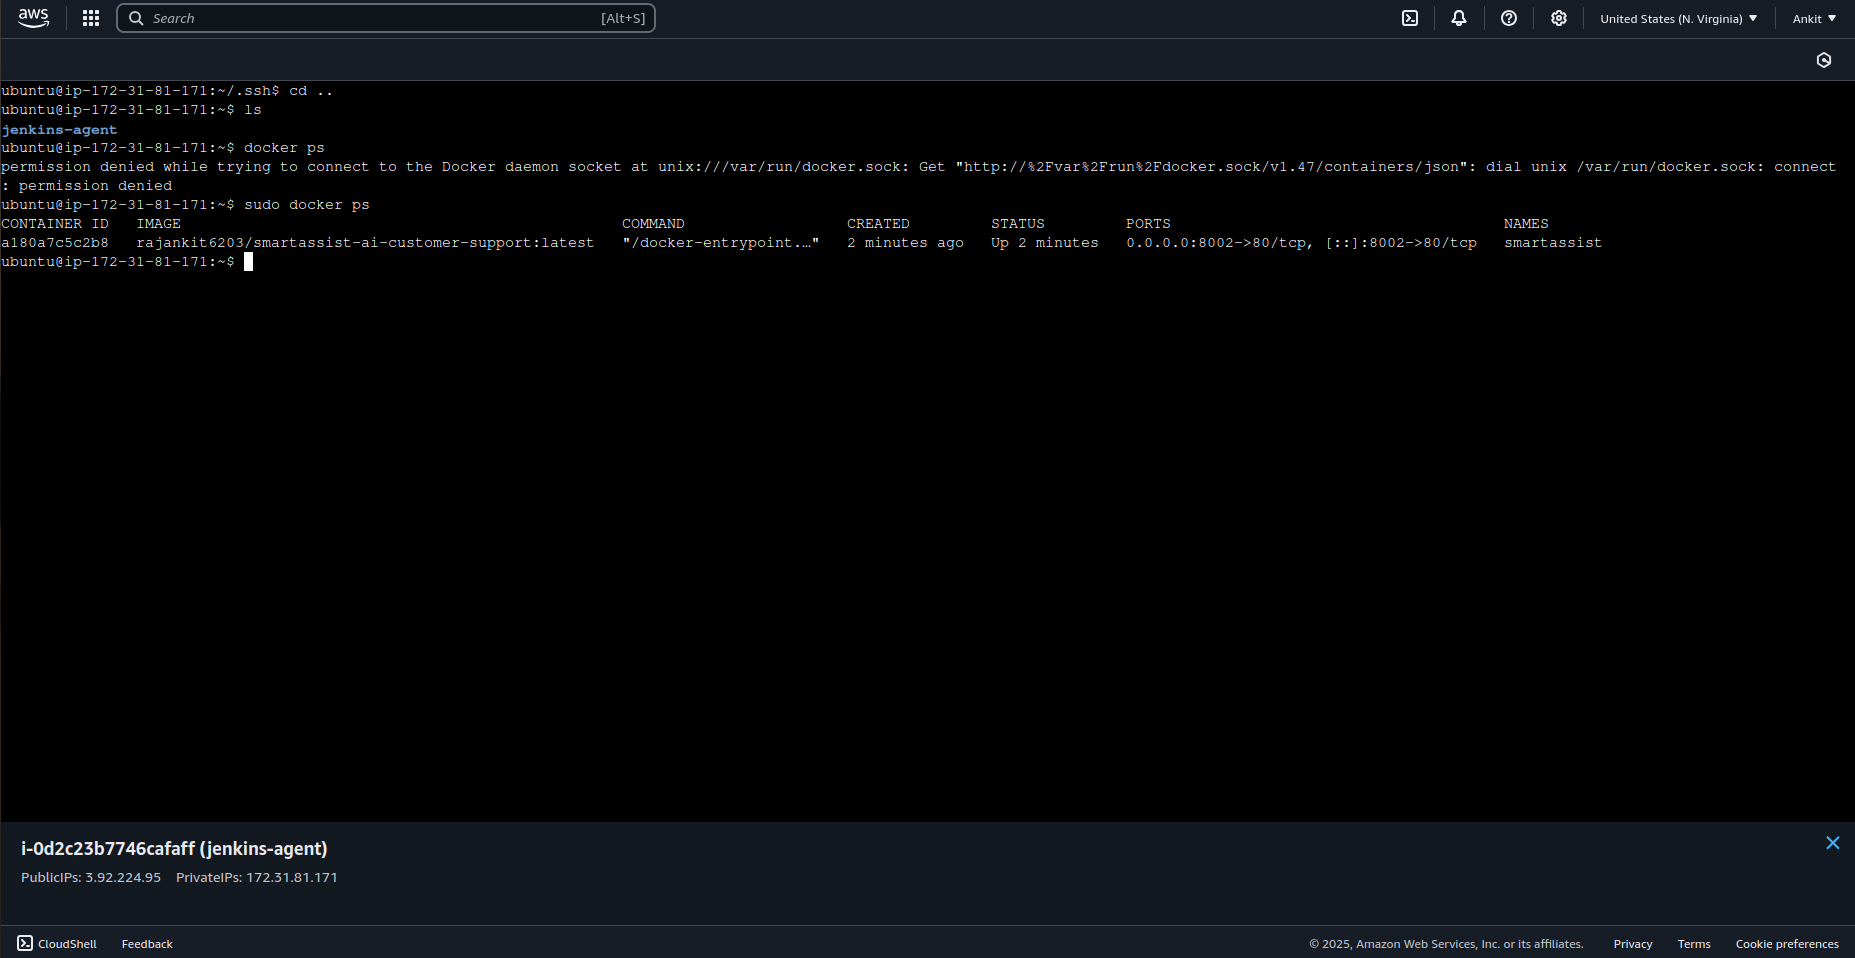 aws
Search [Alt+S]
United States (N. Virginia)
Ankit
ubuntu@ip-172-31-81-171:~/.ssh$ cd ..
ubuntu@ip-172-31-81-171:~$ ls
jenkins-agent
ubuntu@ip-172-31-81-171:~$ docker ps
permission denied while trying to connect to the Docker daemon socket at unix:///var/run/docker.sock: Get "http://%2Fvar%2Frun%2Fdocker.sock/v1.47/containers/json": dial unix /var/run/docker.sock: connect
: permission denied
ubuntu@ip-172-31-81-171:~$ sudo docker ps
CONTAINER ID IMAGE COMMAND CREATED STATUS PORTS NAMES
a180a7c5c2b8 rajankit6203/smartassist-ai-customer-support:latest "/docker-entrypoint.…" 2 minutes ago Up 2 minutes 0.0.0.0:8002->80/tcp, [::]:8002->80/tcp smartassist
ubuntu@ip-172-31-81-171:~$
i-0d2c23b7746cafaff (jenkins-agent)
PublicIPs: 3.92.224.95 PrivateIPs: 172.31.81.171
CloudShell Feedback © 2025, Amazon Web Services, Inc. or its affiliates. Privacy Terms Cookie preferences